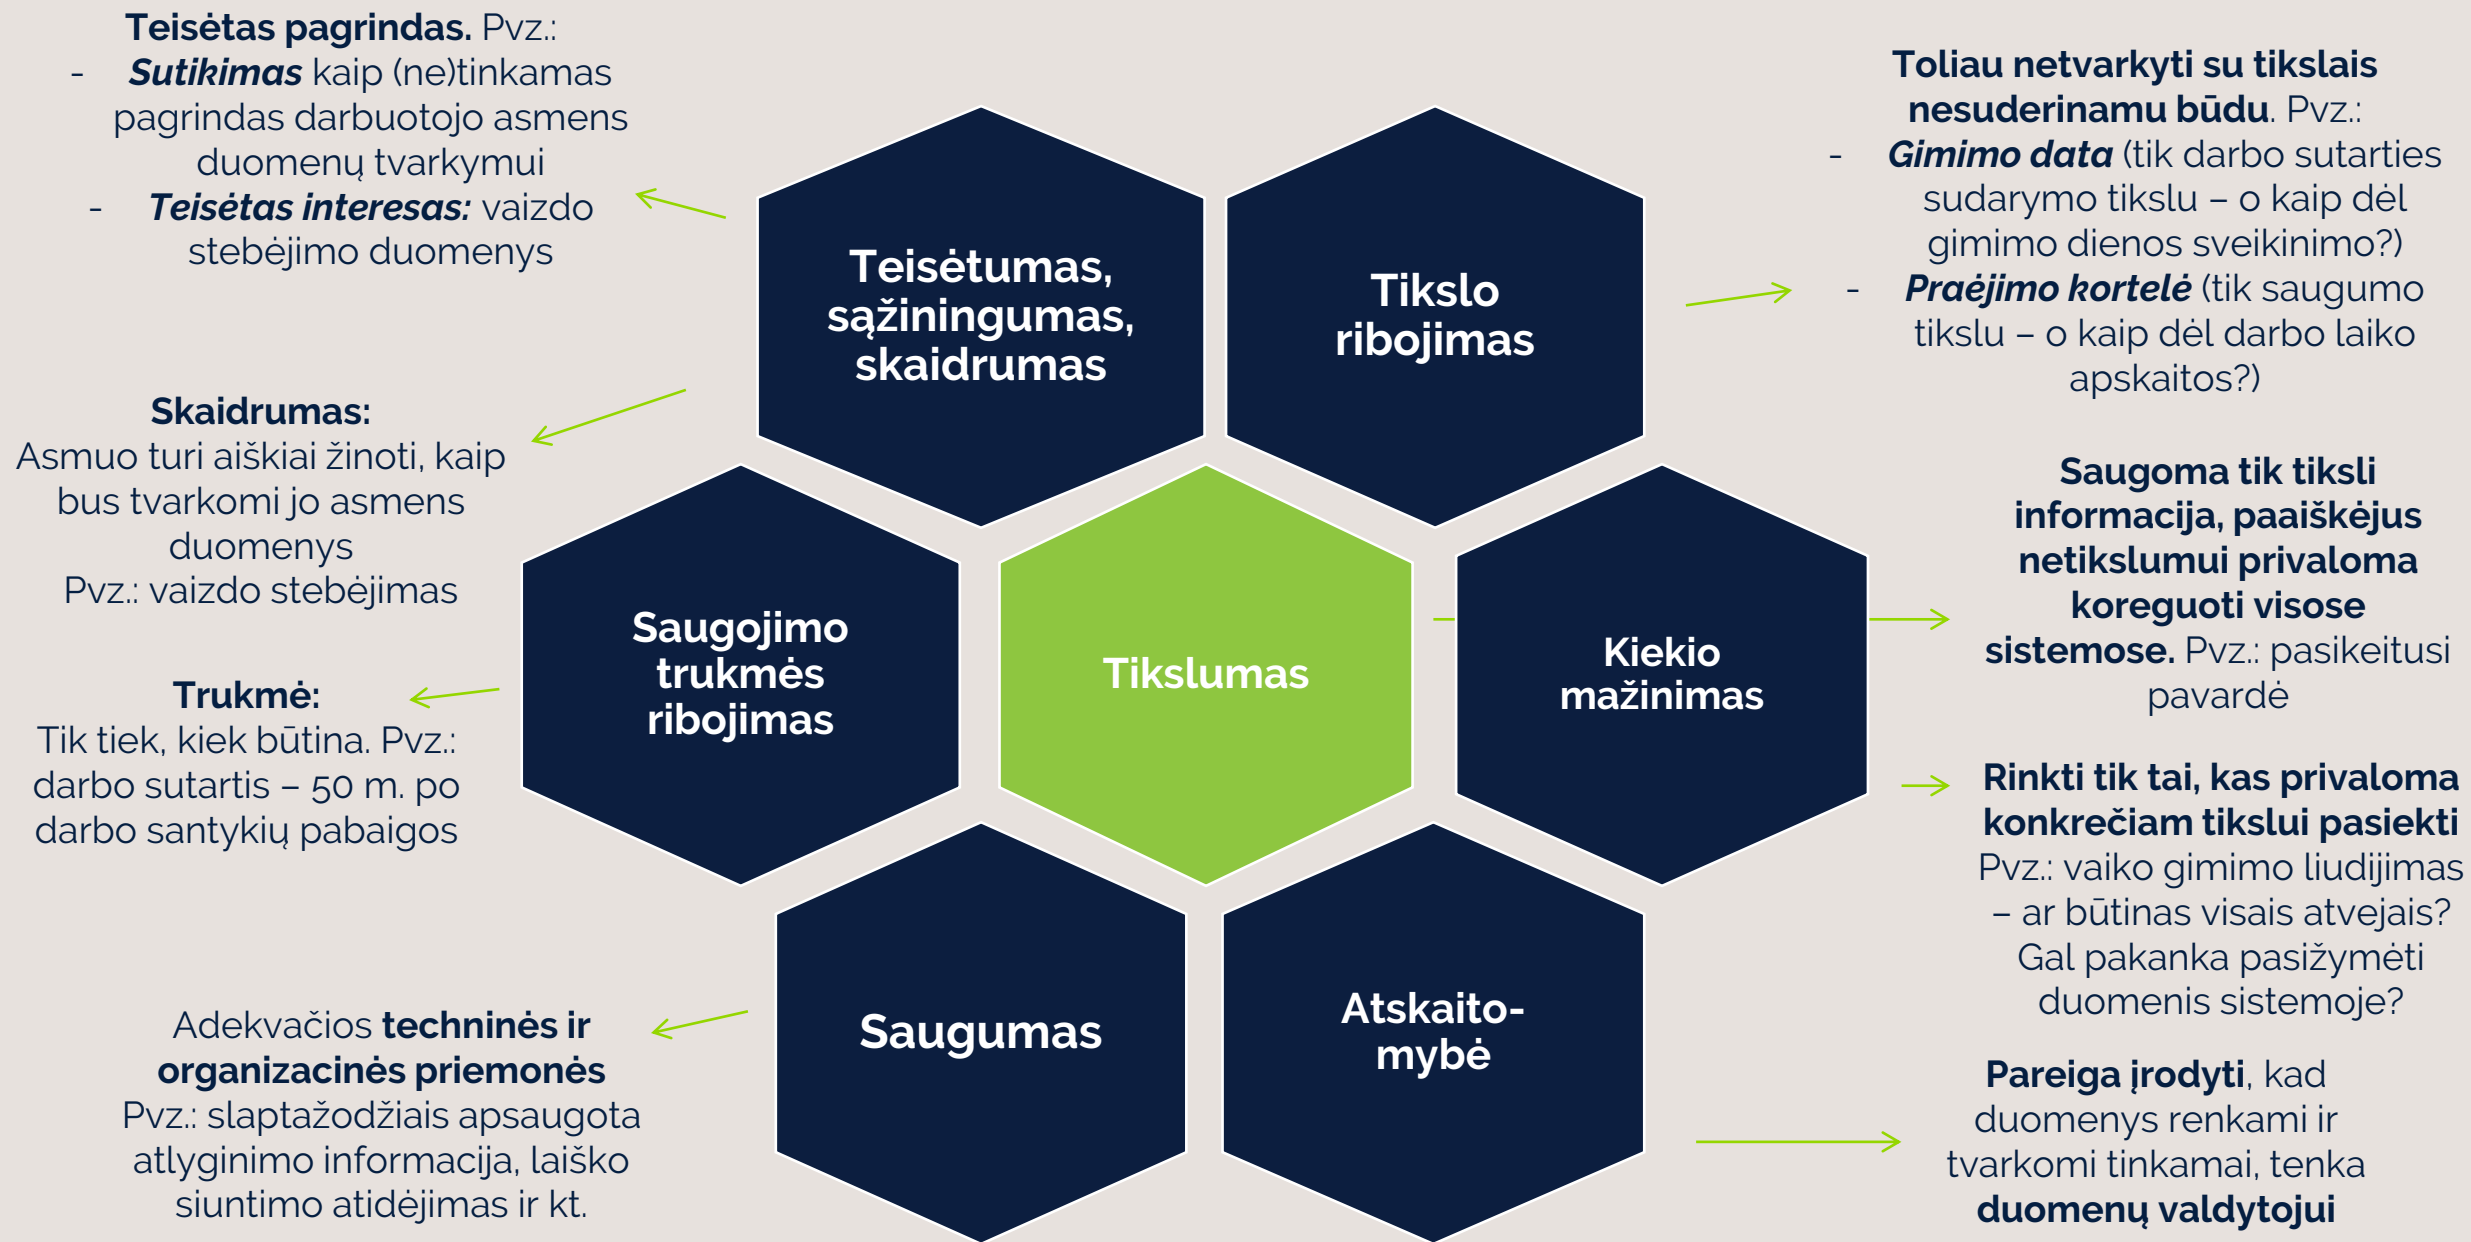 Teisėtas pagrindas. Pvz.:
- Sutikimas kaip (ne)tinkamas
pagrindas darbuotojo asmens
duomenų tvarkymui
- Teisėtas interesas: vaizdo
stebėjimo duomenys
Skaidrumas:
Asmuo turi aiškiai žinoti, kaip
bus tvarkomi jo asmens
duomenys
Pvz.: vaizdo stebėjimas
Trukmė:
Tik tiek, kiek būtina. Pvz.:
darbo sutartis – 50 m. po
darbo santykių pabaigos
Adekvačios techninės ir
organizacinės priemonės
Pvz.: slaptažodžiais apsaugota
atlyginimo informacija, laiško
siuntimo atidėjimas ir kt.
Teisėtumas,
sąžiningumas,
skaidrumas
Tikslo
ribojimas
Saugojimo
trukmės
ribojimas
Tikslumas
Kiekio
mažinimas
Saugumas
Atskaito-
mybė
Toliau netvarkyti su tikslais
nesuderinamu būdu. Pvz.:
- Gimimo data (tik darbo sutarties
sudarymo tikslu – o kaip dėl
gimimo dienos sveikinimo?)
- Praėjimo kortelė (tik saugumo
tikslu – o kaip dėl darbo laiko
apskaitos?)
Saugoma tik tiksli
informacija, paaiškėjus
netikslumui privaloma
koreguoti visose
sistemose. Pvz.: pasikeitusi
pavardė
Rinkti tik tai, kas privaloma
konkrečiam tikslui pasiekti
Pvz.: vaiko gimimo liudijimas
– ar būtinas visais atvejais?
Gal pakanka pasižymėti
duomenis sistemoje?
Pareiga įrodyti, kad
duomenys renkami ir
tvarkomi tinkamai, tenka
duomenų valdytojui